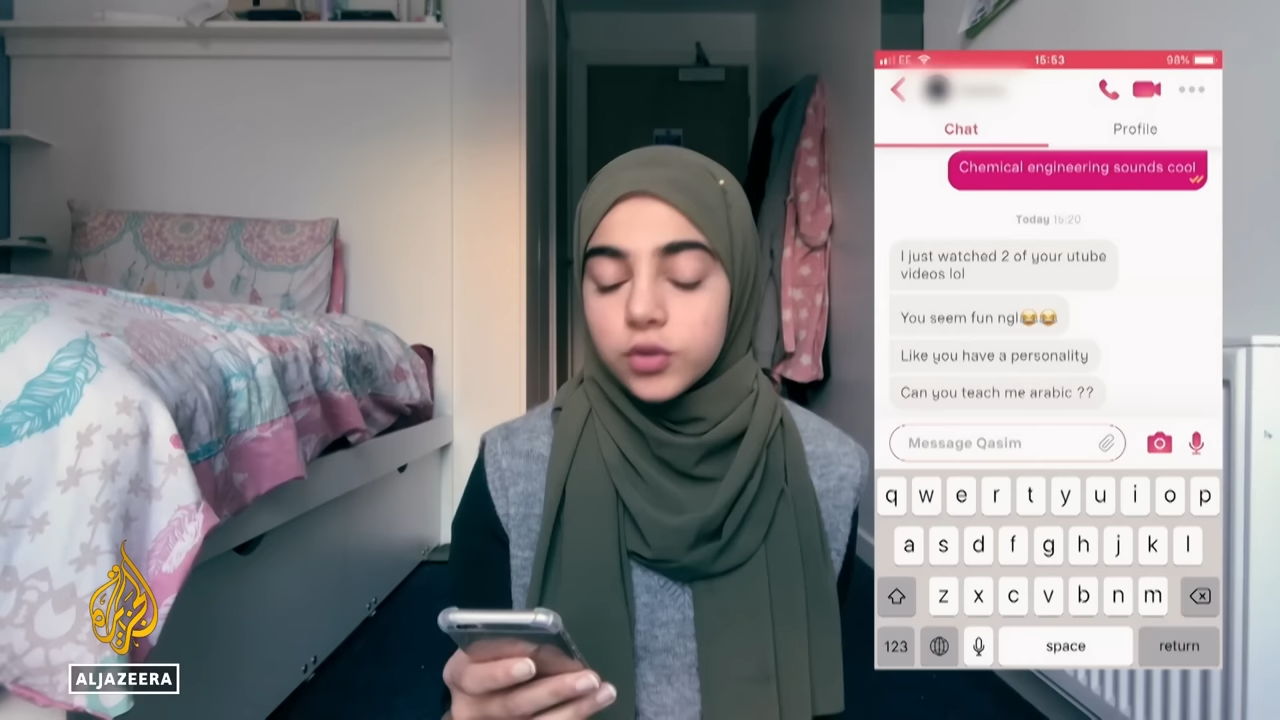 EE 15:53 98%
Chat Profile
Chemical engineering sounds cool
Today 15:20
I just watched 2 of your utube
videos lol
You seem fun ngl😂😂
Like you have a personality
Can you teach me arabic ??
Message Qasim
q w e r t y u i o p
a s d f g h j k l
z x c v b n m
123 space return
الجزيرة
ALJAZEERA